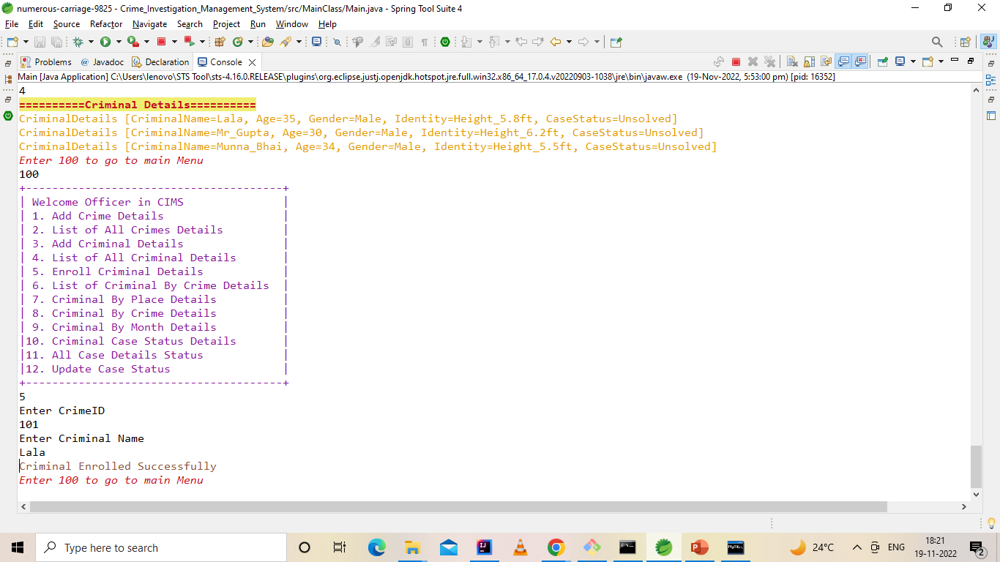 numerous-carriage-9825 - Crime_Investigation_Management_System/src/MainClass/Main.java - Spring Tool Suite 4
File Edit Source Refactor Navigate Search Project Run Window Help
Problems @ Javadoc Declaration Console
Main [Java Application] C:\Users\lenovo\STS Tool\sts-4.16.0.RELEASE\plugins\org.eclipse.justj.openjdk.hotspot.jre.full.win32.x86_64_17.0.4.v20220903-1038\jre\bin\javaw.exe (19-Nov-2022, 5:53:00 pm) [pid: 16352]
4
==========Criminal Details==========
CriminalDetails [CriminalName=Lala, Age=35, Gender=Male, Identity=Height_5.8ft, CaseStatus=Unsolved]
CriminalDetails [CriminalName=Mr_Gupta, Age=30, Gender=Male, Identity=Height_6.2ft, CaseStatus=Unsolved]
CriminalDetails [CriminalName=Munna_Bhai, Age=34, Gender=Male, Identity=Height_5.5ft, CaseStatus=Unsolved]
Enter 100 to go to main Menu
100
+---------------------------------------+
| Welcome Officer in CIMS |
| 1. Add Crime Details |
| 2. List of All Crimes Details |
| 3. Add Criminal Details |
| 4. List of All Criminal Details |
| 5. Enroll Criminal Details |
| 6. List of Criminal By Crime Details |
| 7. Criminal By Place Details |
| 8. Criminal By Crime Details |
| 9. Criminal By Month Details |
|10. Criminal Case Status Details |
|11. All Case Details Status |
|12. Update Case Status |
+---------------------------------------+
5
Enter CrimeID
101
Enter Criminal Name
Lala
Criminal Enrolled Successfully
Enter 100 to go to main Menu
Type here to search
24°C
ENG
18:21
19-11-2022
2